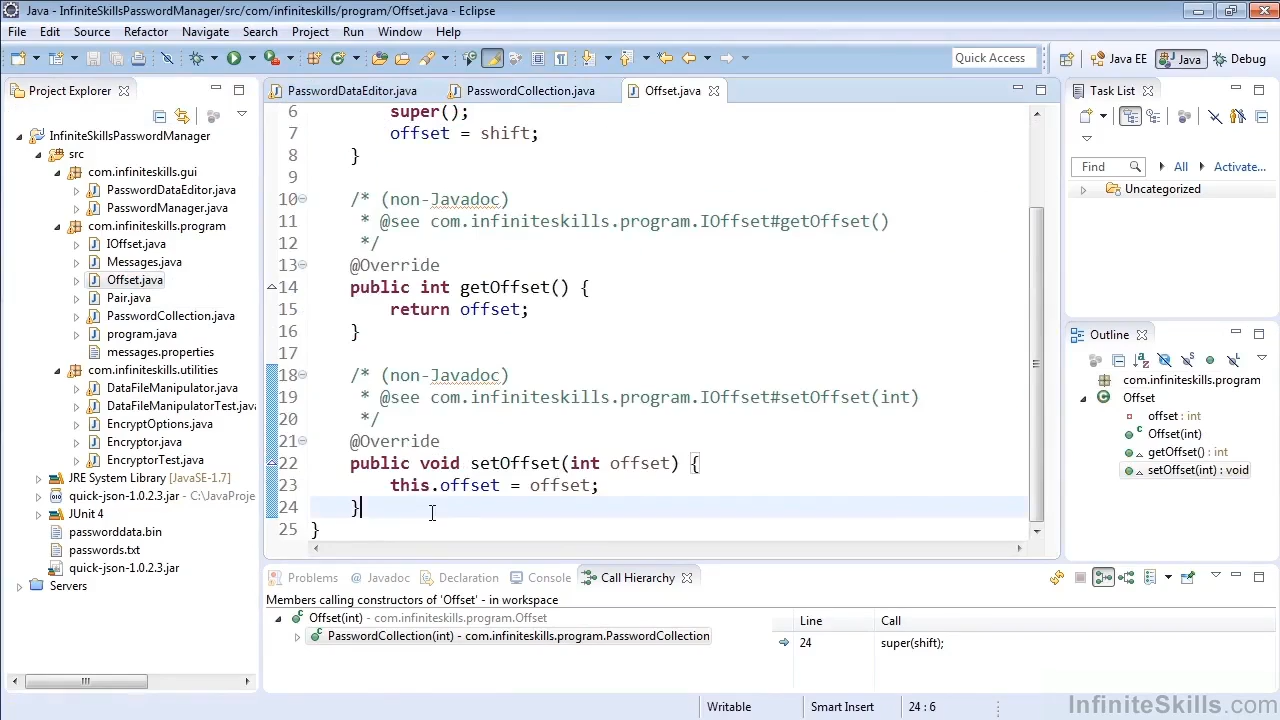 Java - InfiniteSkillsPasswordManager/src/com/infiniteskills/program/Offset.java - Eclipse
File Edit Source Refactor Navigate Search Project Run Window Help
Quick Access Java EE Java Debug
Project Explorer
InfiniteSkillsPasswordManager
src
com.infiniteskills.gui
PasswordDataEditor.java
PasswordManager.java
com.infiniteskills.program
IOffset.java
Messages.java
Offset.java
Pair.java
PasswordCollection.java
program.java
messages.properties
com.infiniteskills.utilities
DataFileManipulator.java
DataFileManipulatorTest.java
EncryptOptions.java
Encryptor.java
EncryptorTest.java
JRE System Library [JavaSE-1.7]
quick-json-1.0.2.3.jar - C:\JavaProje
JUnit 4
passworddata.bin
passwords.txt
quick-json-1.0.2.3.jar
Servers
PasswordDataEditor.java PasswordCollection.java Offset.java
6 super();
7 offset = shift;
8 }
9
10 /* (non-Javadoc)
11 * @see com.infiniteskills.program.IOffset#getOffset()
12 */
13 @Override
14 public int getOffset() {
15 return offset;
16 }
17
18 /* (non-Javadoc)
19 * @see com.infiniteskills.program.IOffset#setOffset(int)
20 */
21 @Override
22 public void setOffset(int offset) {
23 this.offset = offset;
24 }
25 }
Task List
Find All Activate...
Uncategorized
Outline
com.infiniteskills.program
Offset
offset : int
Offset(int)
getOffset() : int
setOffset(int) : void
Problems @ Javadoc Declaration Console Call Hierarchy
Members calling constructors of 'Offset' - in workspace
Offset(int) - com.infiniteskills.program.Offset
PasswordCollection(int) - com.infiniteskills.program.PasswordCollection
Line Call
24 super(shift);
Writable Smart Insert 24 : 6
InfiniteSkills.com